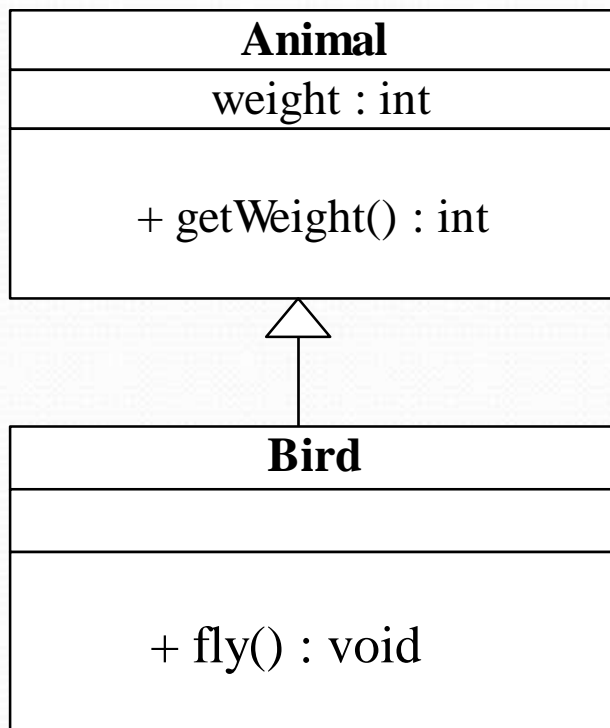 Animal
weight : int
+ getWeight() : int
Bird
+ fly() : void